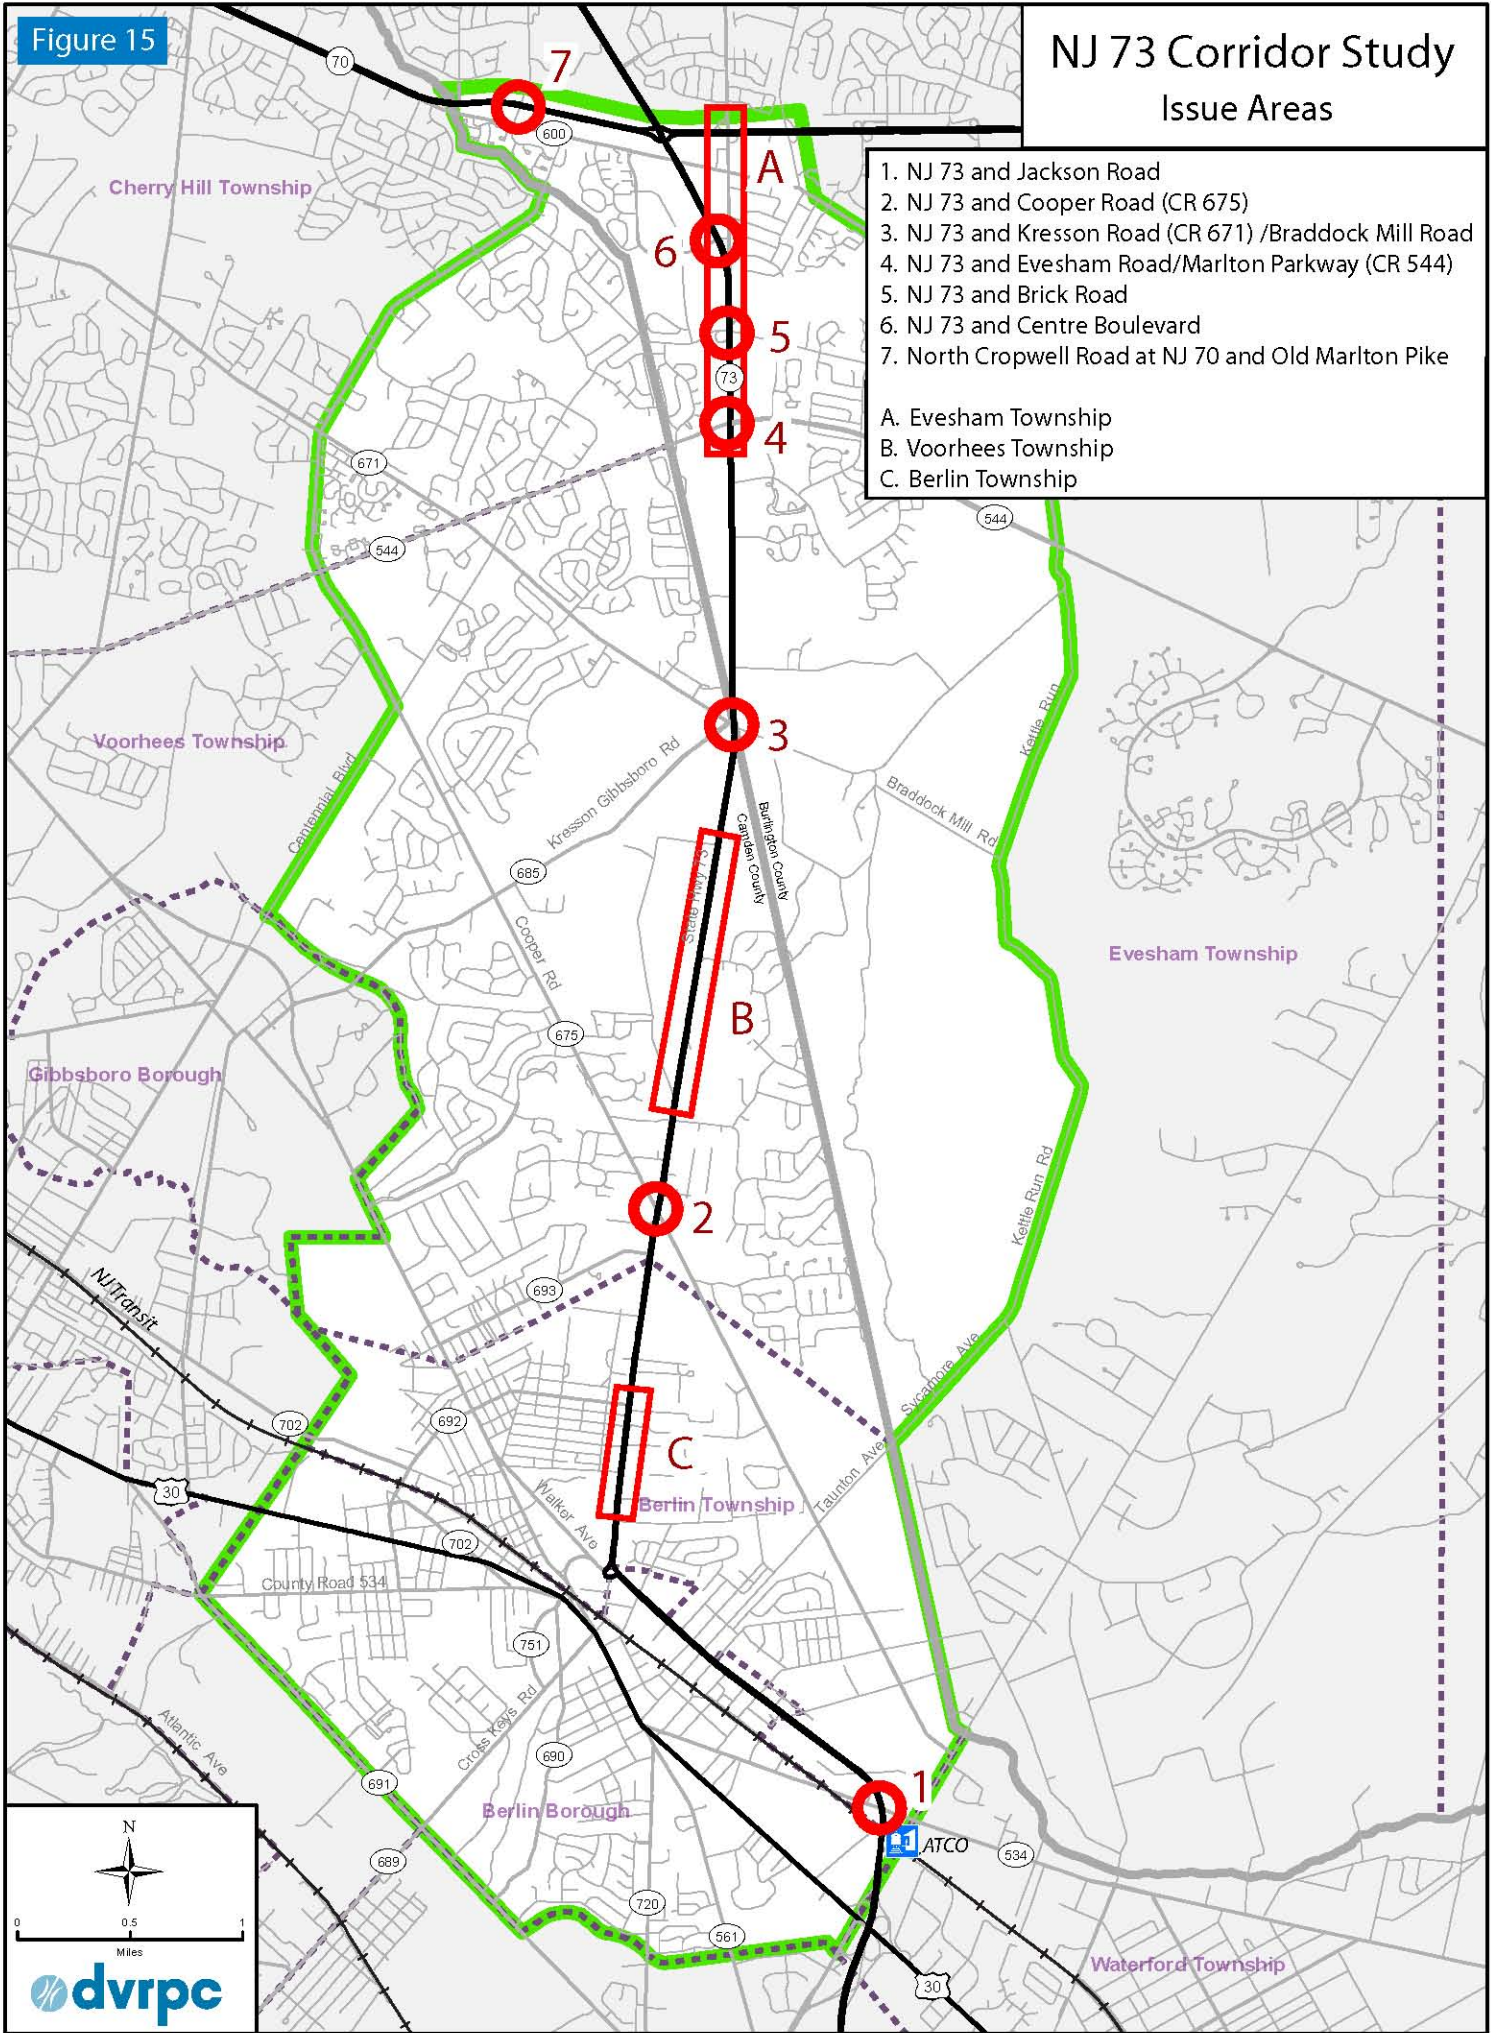 Figure 15
NJ 73 Corridor Study
Issue Areas
1. NJ 73 and Jackson Road
2. NJ 73 and Cooper Road (CR 675)
3. NJ 73 and Kresson Road (CR 671) /Braddock Mill Road
4. NJ 73 and Evesham Road/Marlton Parkway (CR 544)
5. NJ 73 and Brick Road
6. NJ 73 and Centre Boulevard
7. North Cropwell Road at NJ 70 and Old Marlton Pike
A. Evesham Township
B. Voorhees Township
C. Berlin Township
70
7
600
A
Cherry Hill Township
6
5
73
4
671
544
544
Kettle Run
3
Voorhees Township
Centennial Blvd
Kresson Gibbsboro Rd
Braddock Mill Rd
Burlington County
Camden County
State Hwy 73
685
Cooper Rd
Evesham Township
B
675
Gibbsboro Borough
Kettle Run Rd
2
NJ Transit
693
Sycamore Ave
702
692
C
Taunton Ave
30
Walker Ave
Berlin Township
702
County Road 534
751
Cross Keys Rd
Atlantic Ave
690
691
1
Berlin Borough
ATCO
534
689
720
561
Waterford Township
30
N
0 0.5 1
Miles
dvrpc